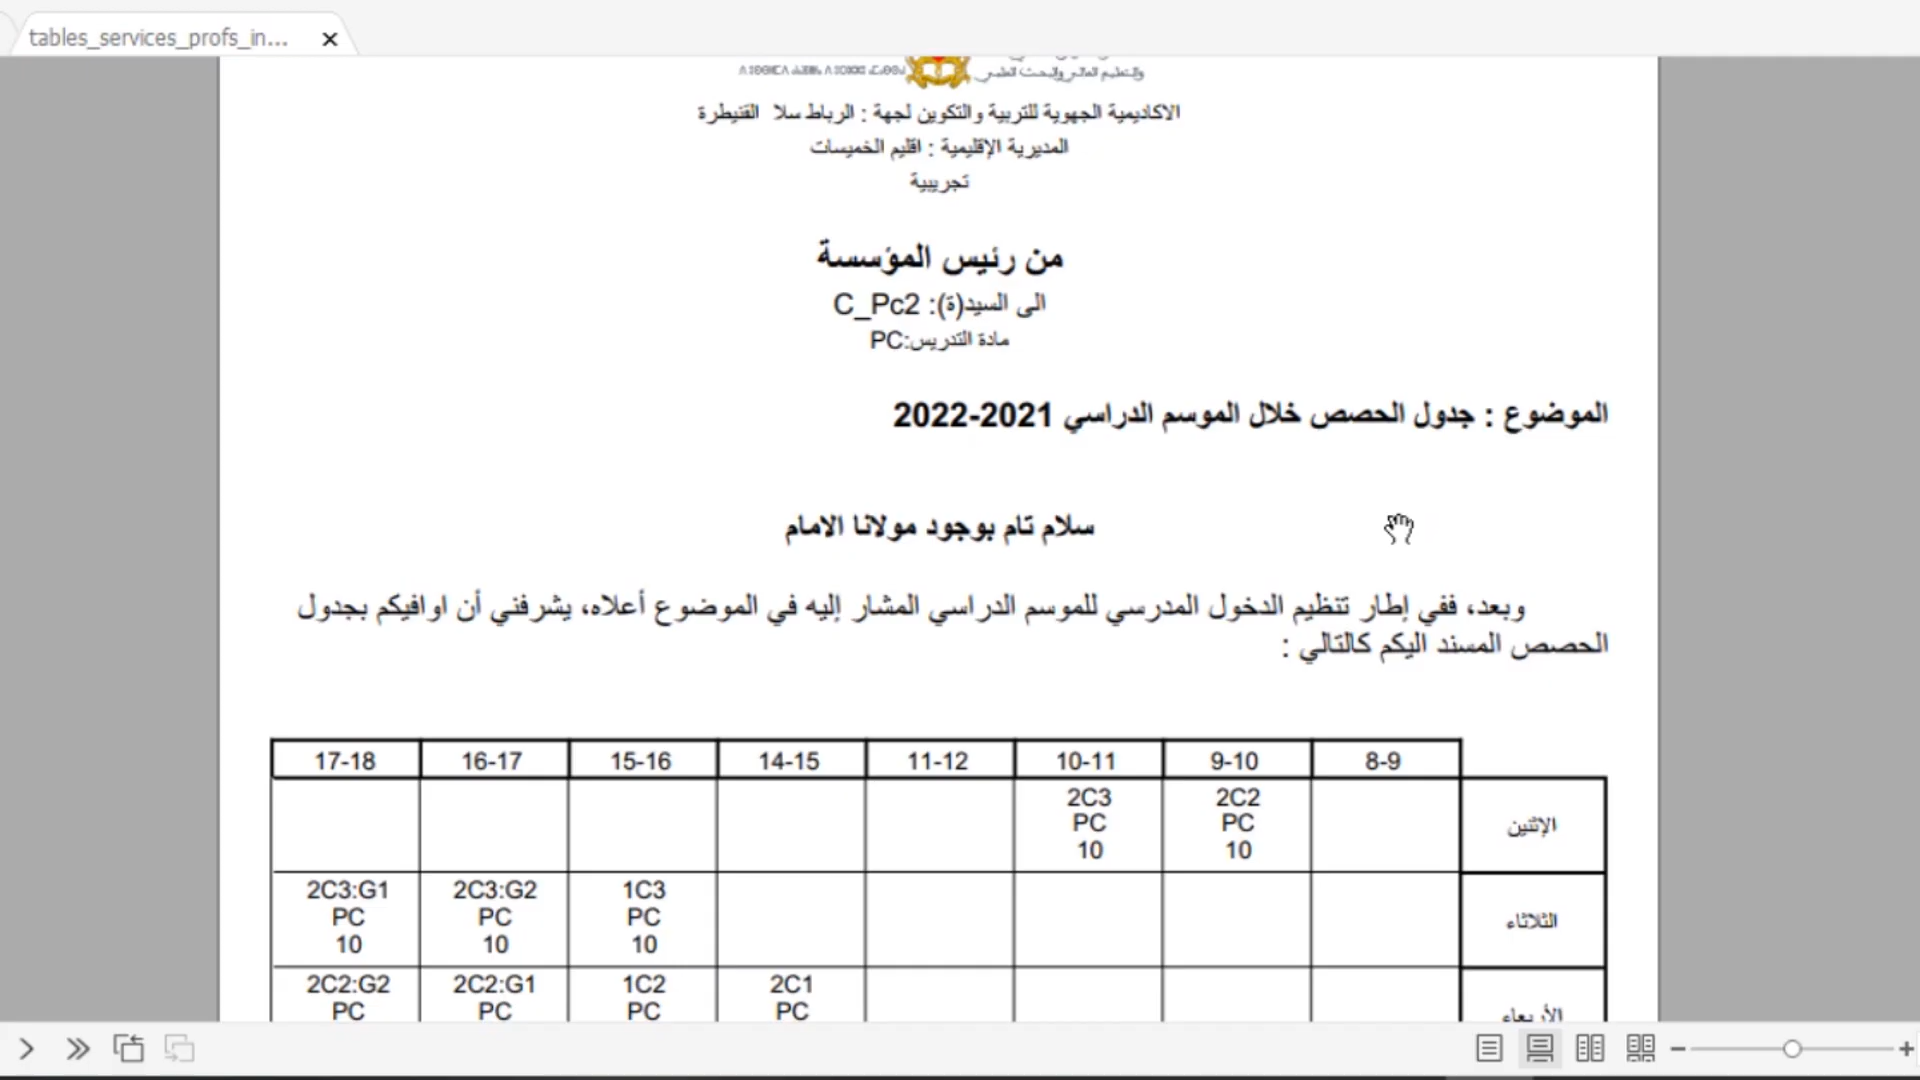 tables_services_profs_in...
والتعليم العالي والبحث العلمي
الاكاديمية الجهوية للتربية والتكوين لجهة : الرباط سلا القنيطرة
المديرية الإقليمية : اقليم الخميسات
تجريبية
من رئيس المؤسسة
الى السيد(ة): C_Pc2
مادة التدريس:PC
الموضوع : جدول الحصص خلال الموسم الدراسي 2021-2022
سلام تام بوجود مولانا الامام
وبعد، ففي إطار تنظيم الدخول المدرسي للموسم الدراسي المشار إليه في الموضوع أعلاه، يشرفني أن اوافيكم بجدول
الحصص المسند اليكم كالتالي :
8-9 9-10 10-11 11-12 14-15 15-16 16-17 17-18
الإثنين
2C2 2C3
PC PC
10 10
الثلاثاء
1C3 2C3:G2 2C3:G1
PC PC PC
10 10 10
الأربعاء
2C1 1C2 2C2:G1 2C2:G2
PC PC PC PC